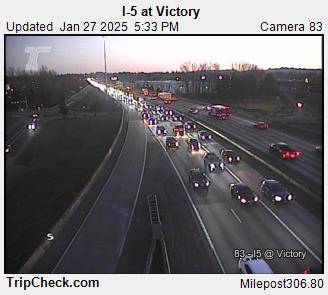 I-5 at Victory
Updated Jan 27 2025 5:33 PM Camera 83
TR
S
83 - I5 @ Victory
TripCheck.com Milepost306.80